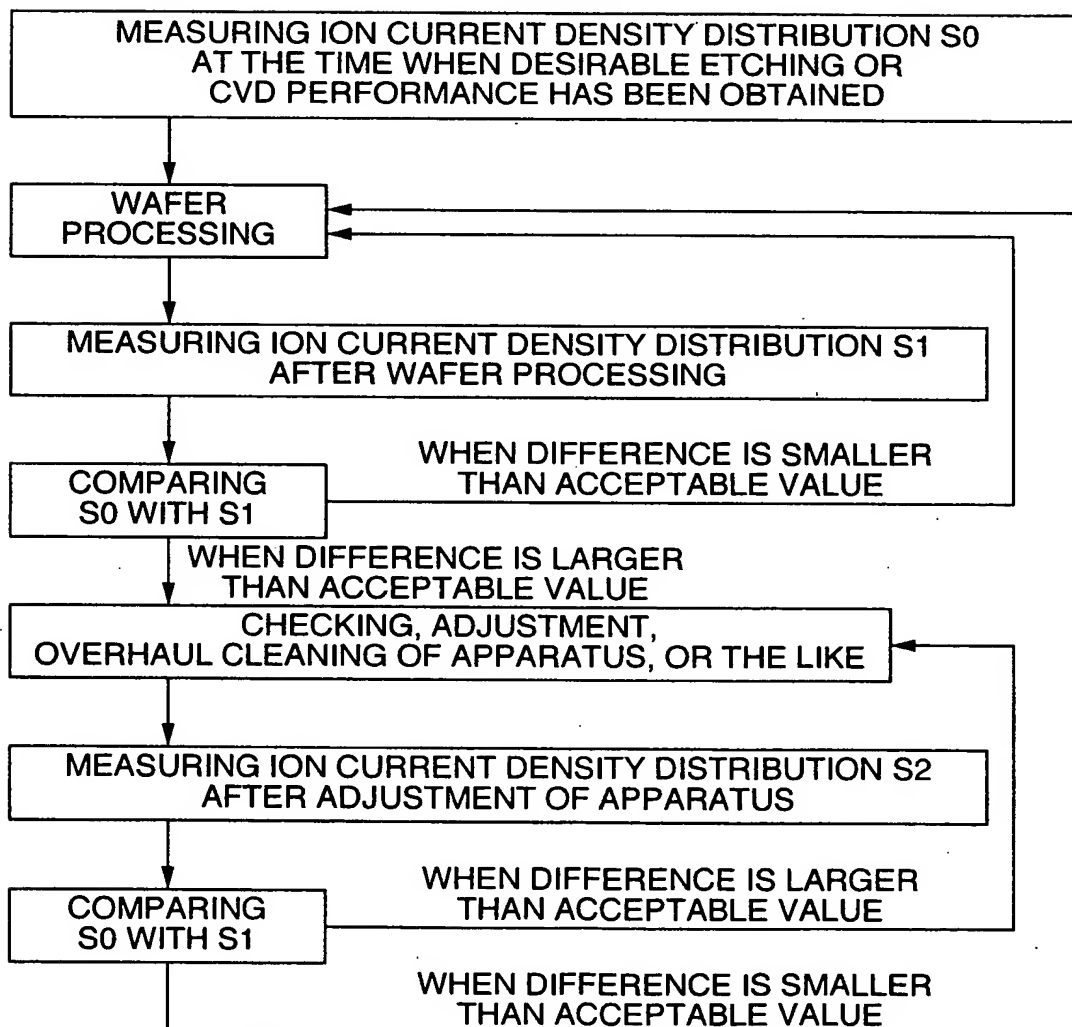 MEASURING ION CURRENT DENSITY DISTRIBUTION S0
AT THE TIME WHEN DESIRABLE ETCHING OR
CVD PERFORMANCE HAS BEEN OBTAINED
WAFER
PROCESSING
MEASURING ION CURRENT DENSITY DISTRIBUTION S1
AFTER WAFER PROCESSING
WHEN DIFFERENCE IS SMALLER
THAN ACCEPTABLE VALUE
COMPARING
S0 WITH S1
WHEN DIFFERENCE IS LARGER
THAN ACCEPTABLE VALUE
CHECKING, ADJUSTMENT,
OVERHAUL CLEANING OF APPARATUS, OR THE LIKE
MEASURING ION CURRENT DENSITY DISTRIBUTION S2
AFTER ADJUSTMENT OF APPARATUS
WHEN DIFFERENCE IS LARGER
THAN ACCEPTABLE VALUE
COMPARING
S0 WITH S1
WHEN DIFFERENCE IS SMALLER
THAN ACCEPTABLE VALUE